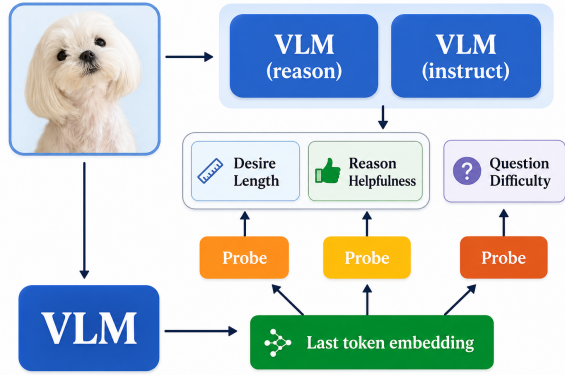 VLM
(reason)
VLM
(instruct)
Desire
Length
Reason
Helpfulness
Question
Difficulty
Probe
Probe
Probe
VLM
Last token embedding